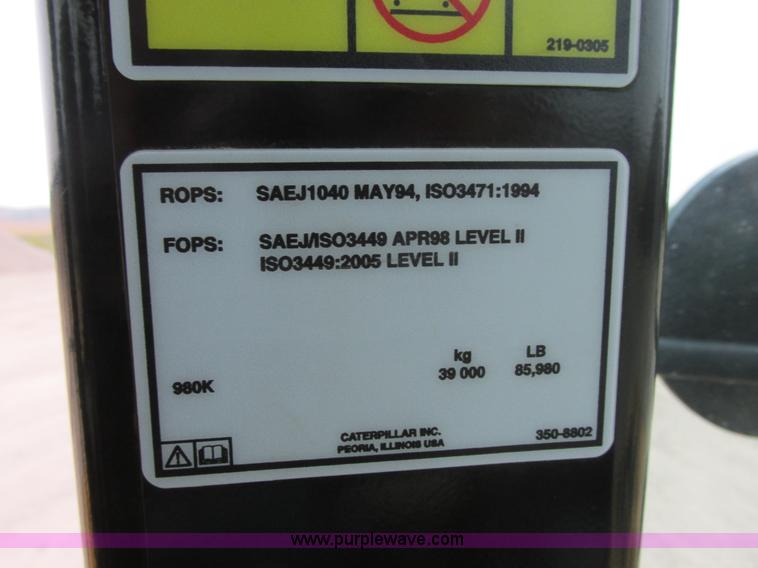 219-0305
ROPS: SAEJ1040 MAY94, ISO3471:1994
FOPS: SAEJ/ISO3449 APR98 LEVEL II
ISO3449:2005 LEVEL II
kg LB
980K 39 000 85,980
CATERPILLAR INC.
PEORIA, ILLINOIS USA
350-8802
www.purplewave.com